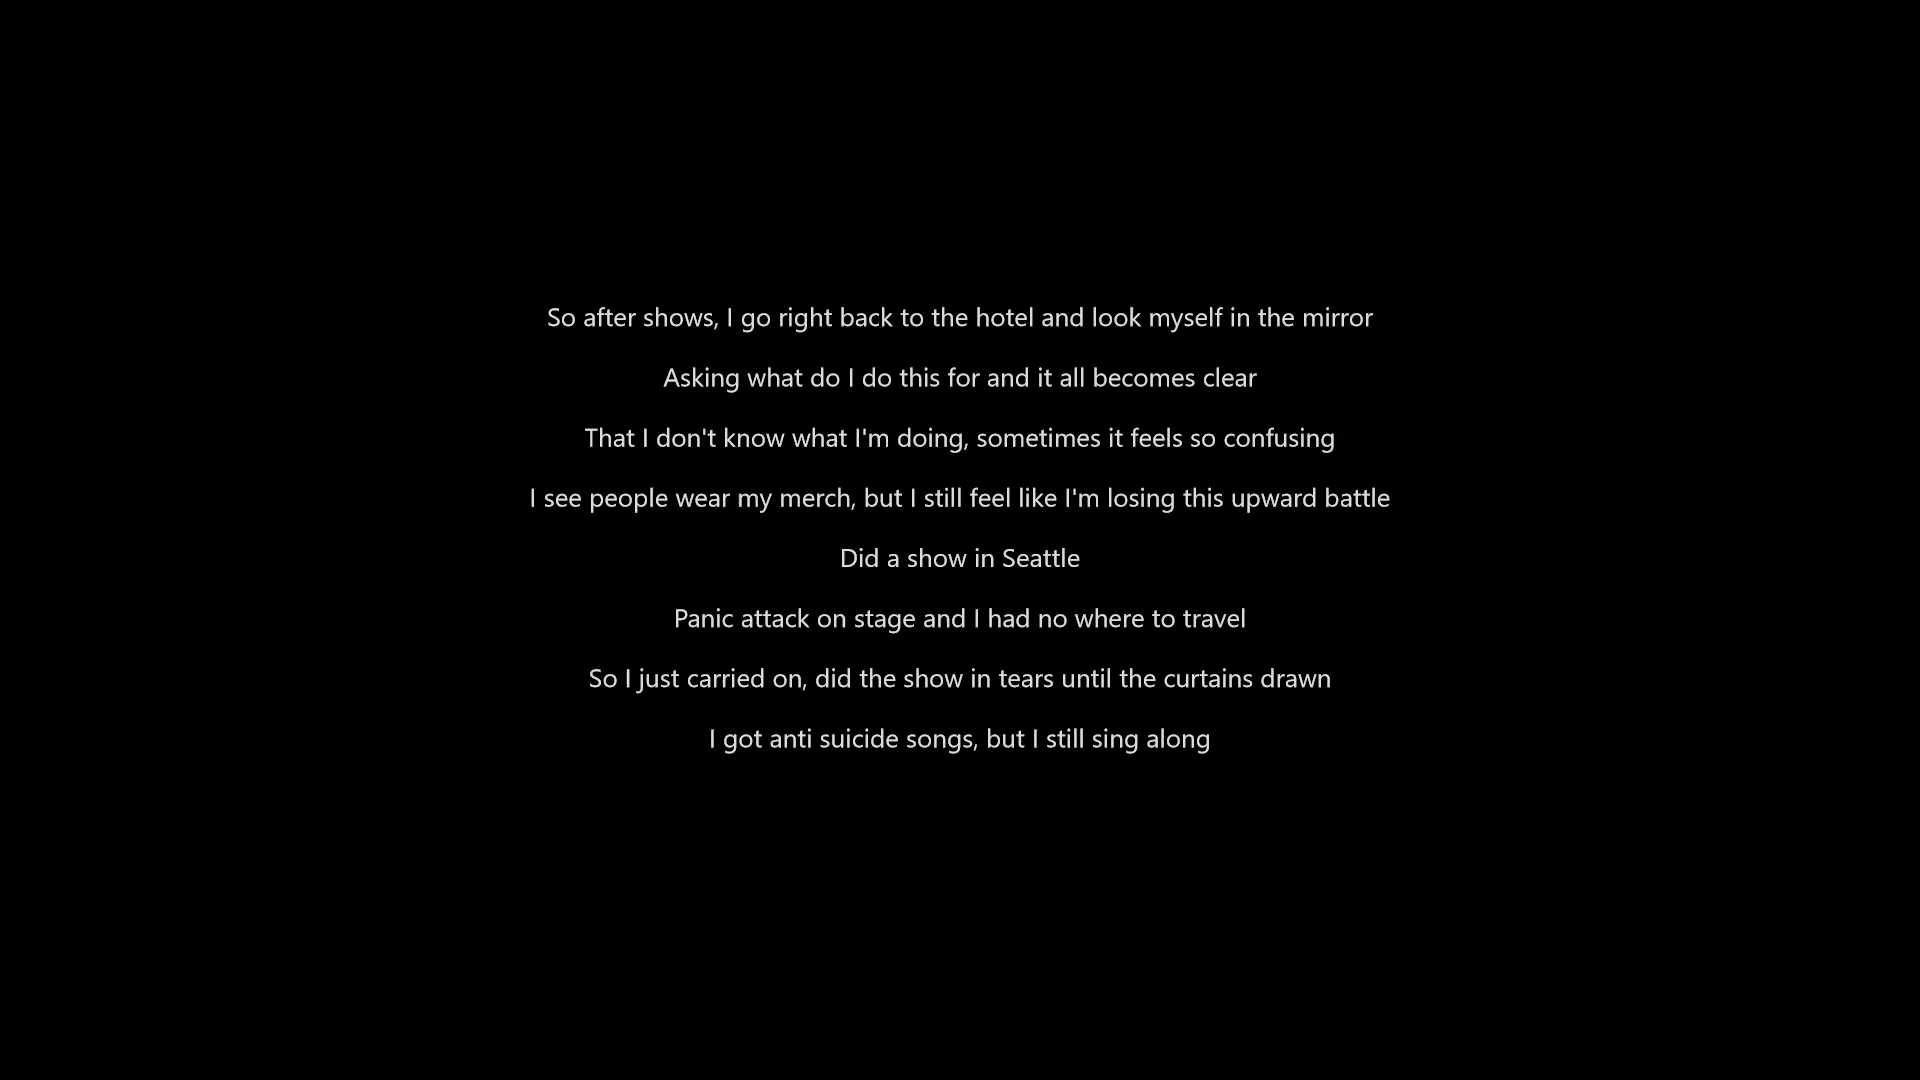 So after shows, I go right back to the hotel and look myself in the mirror
Asking what do I do this for and it all becomes clear
That I don't know what I'm doing, sometimes it feels so confusing
I see people wear my merch, but I still feel like I'm losing this upward battle
Did a show in Seattle
Panic attack on stage and I had no where to travel
So I just carried on, did the show in tears until the curtains drawn
I got anti suicide songs, but I still sing along